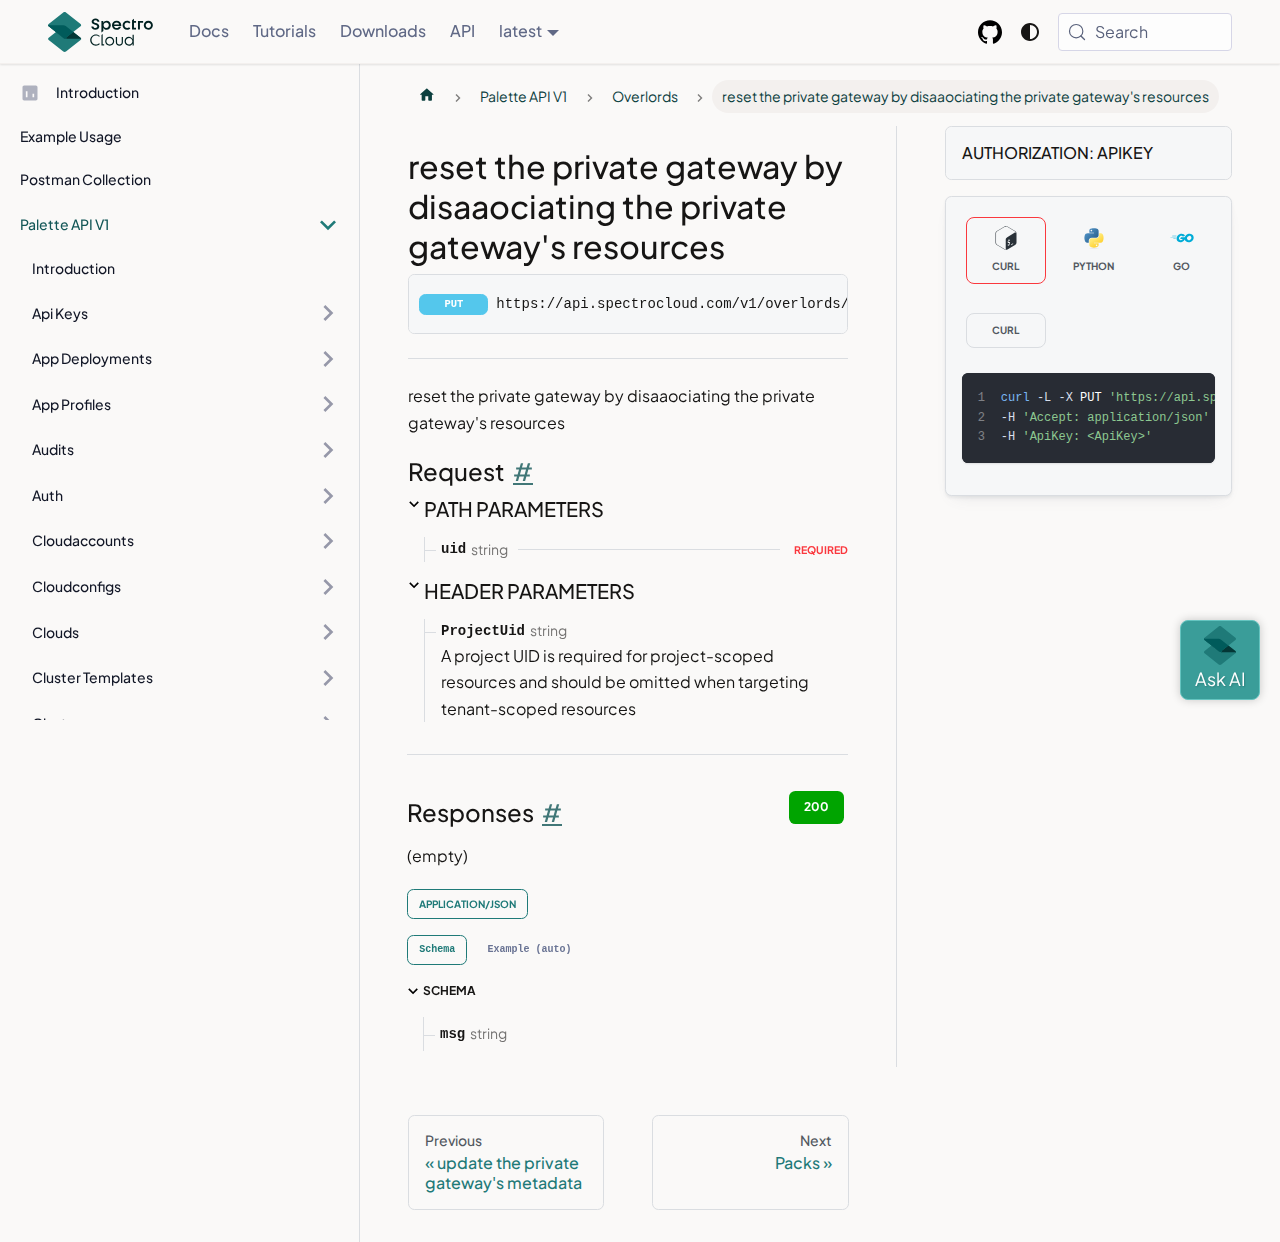 Spectro Cloud
Docs
Tutorials
Downloads
API
latest
Search
Introduction
Example Usage
Postman Collection
Palette API V1
Introduction
Api Keys
App Deployments
App Profiles
Audits
Auth
Cloudaccounts
Cloudconfigs
Clouds
Cluster Templates
Palette API V1
Overlords
reset the private gateway by disaaociating the private gateway's resources
reset the private gateway by
disaaociating the private
gateway's resources
PUT https://api.spectrocloud.com/v1/overlords/
reset the private gateway by disaaociating the private
gateway's resources
Request #
PATH PARAMETERS
uid string REQUIRED
HEADER PARAMETERS
ProjectUid string
A project UID is required for project-scoped
resources and should be omitted when targeting
tenant-scoped resources
Responses #
200
(empty)
APPLICATION/JSON
Schema
Example (auto)
SCHEMA
msg string
Previous
« update the private
gateway's metadata
Next
Packs »
AUTHORIZATION: APIKEY
CURL
PYTHON
GO
CURL
1 curl -L -X PUT 'https://api.sp
2 -H 'Accept: application/json'
3 -H 'ApiKey: <ApiKey>'
Ask AI